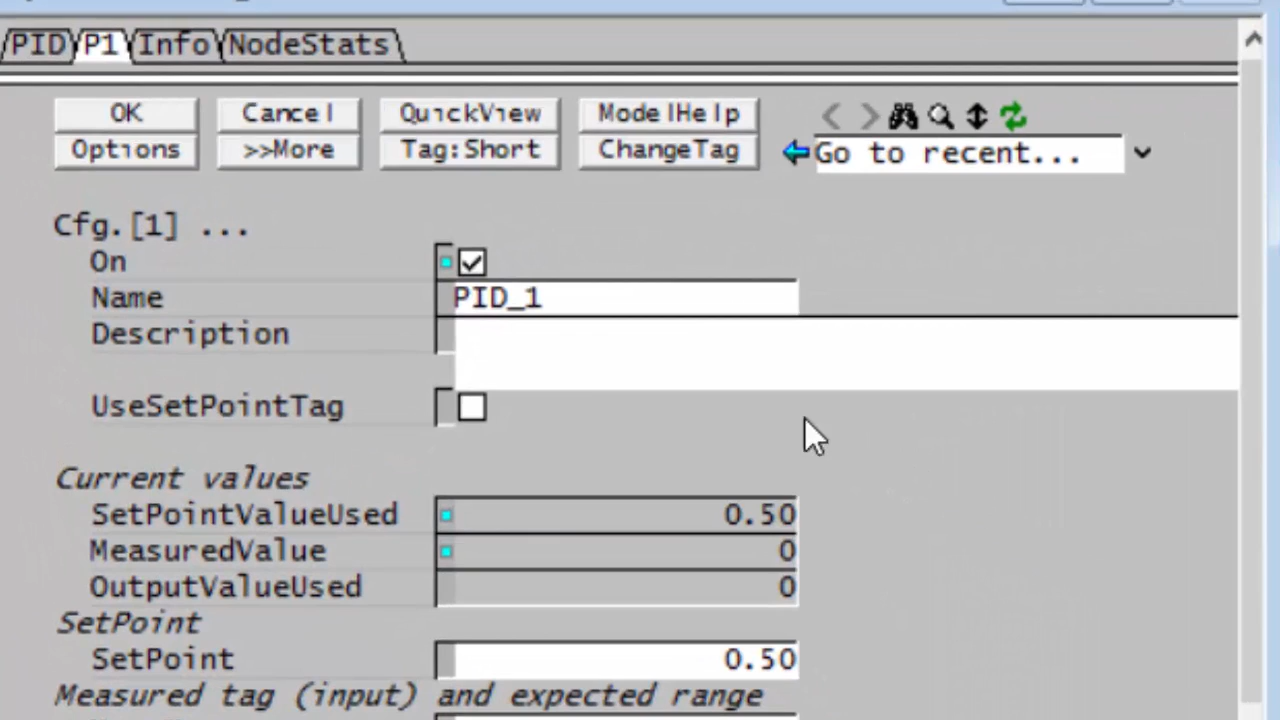 PID P1 Info NodeStats
OK Cancel QuickView ModelHelp
Options >>More Tag:Short ChangeTag Go to recent...
Cfg.[1] ...
On
Name PID_1
Description
UseSetPointTag
Current values
SetPointValueUsed 0.50
MeasuredValue 0
OutputValueUsed 0
SetPoint
SetPoint 0.50
Measured tag (input) and expected range